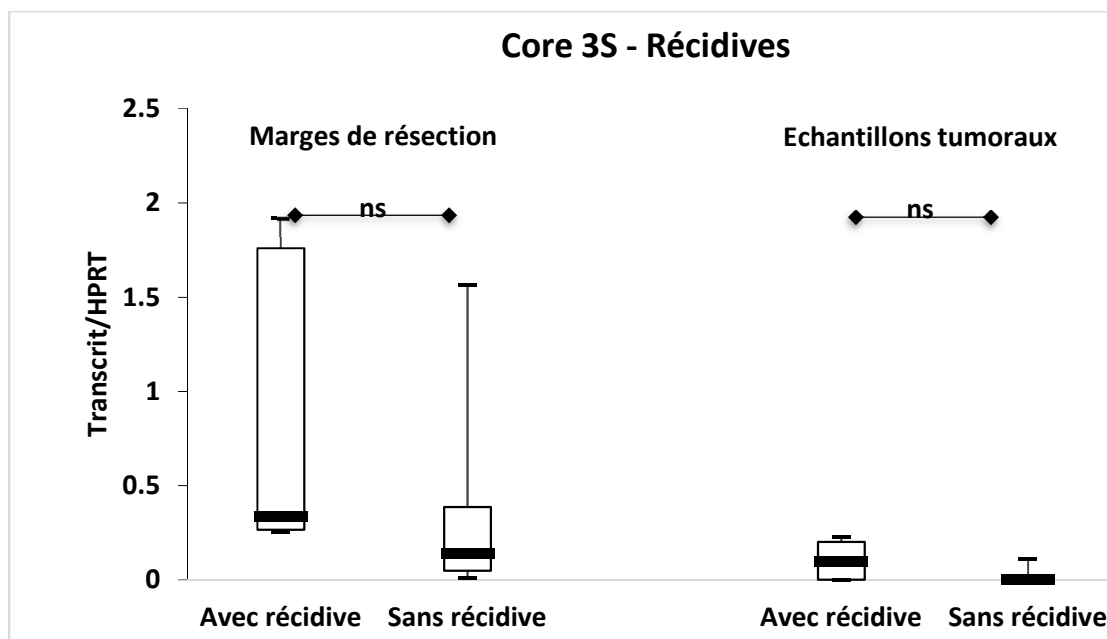 Core 3S - Récidives
Transcrit/HPRT
2.5
2
1.5
1
0.5
0
Marges de résection
Echantillons tumoraux
ns
ns
Avec récidive
Sans récidive
Avec récidive
Sans récidive